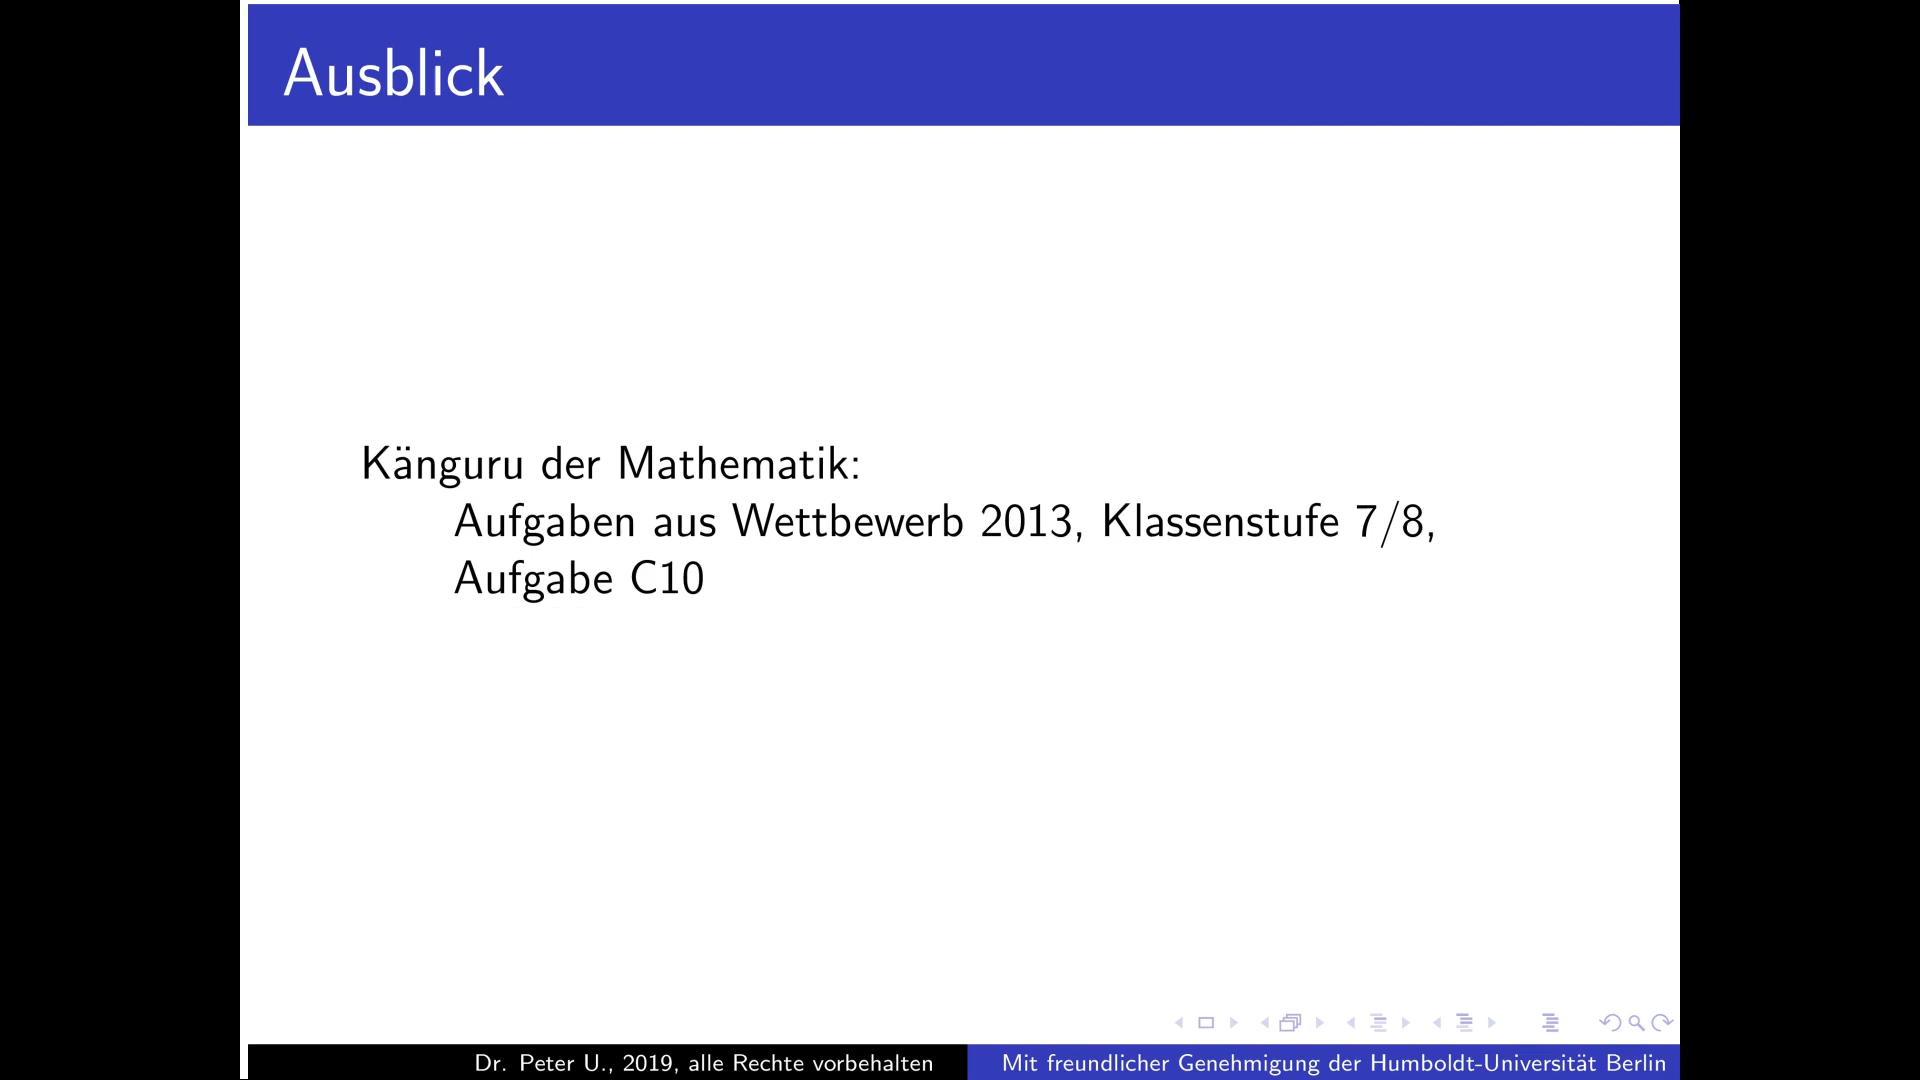 Ausblick
Känguru der Mathematik:
Aufgaben aus Wettbewerb 2013, Klassenstufe 7/8,
Aufgabe C10
Dr. Peter U., 2019, alle Rechte vorbehalten
Mit freundlicher Genehmigung der Humboldt-Universität Berlin